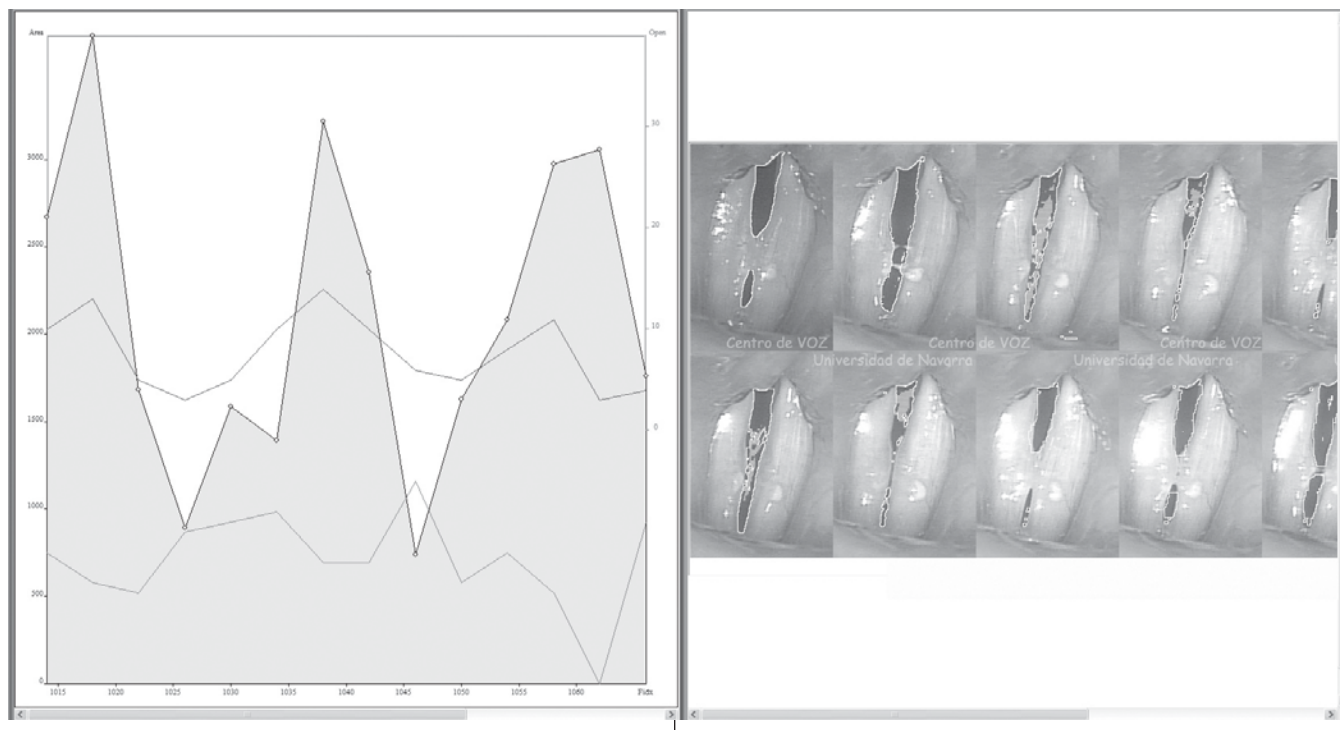 Area
Open
3000
2500
2000
1500
1000
500
0
30
20
10
0
1015
1020
1025
1030
1035
1040
1045
1050
1055
1060
Fidx
Centro de VOZ
Centro de VOZ
Centro de VOZ
Universidad de Navarra
Universidad de Navarra